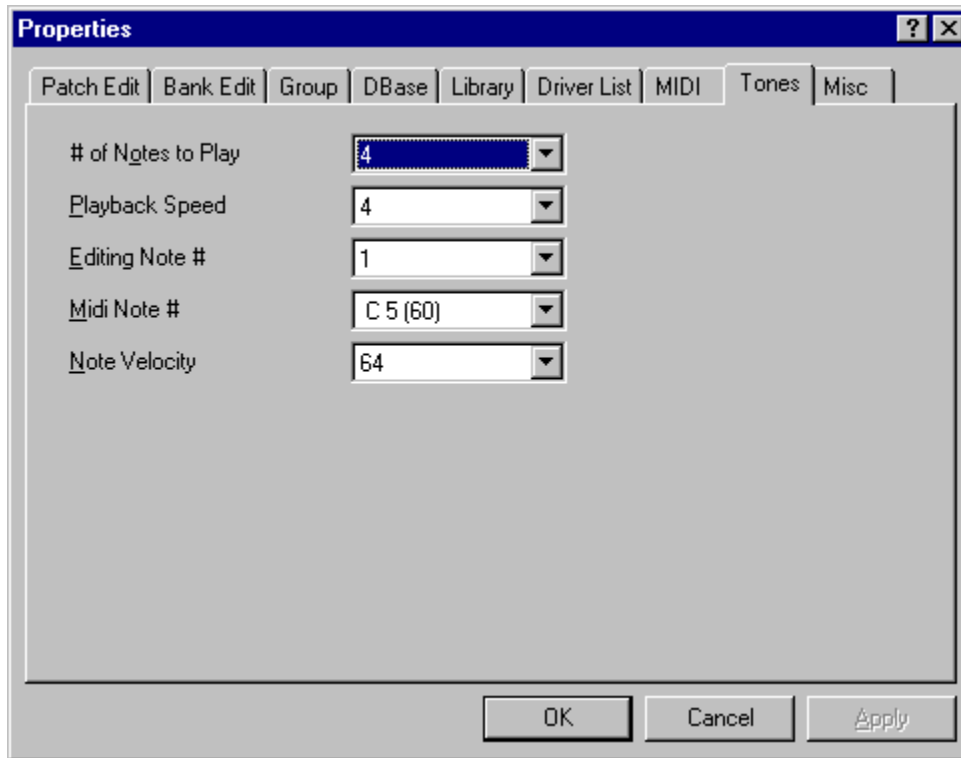 Properties
Patch Edit Bank Edit Group DBase Library Driver List MIDI Tones Misc
# of Notes to Play 4
Playback Speed 4
Editing Note # 1
Midi Note # C 5 (60)
Note Velocity 64
OK Cancel Apply